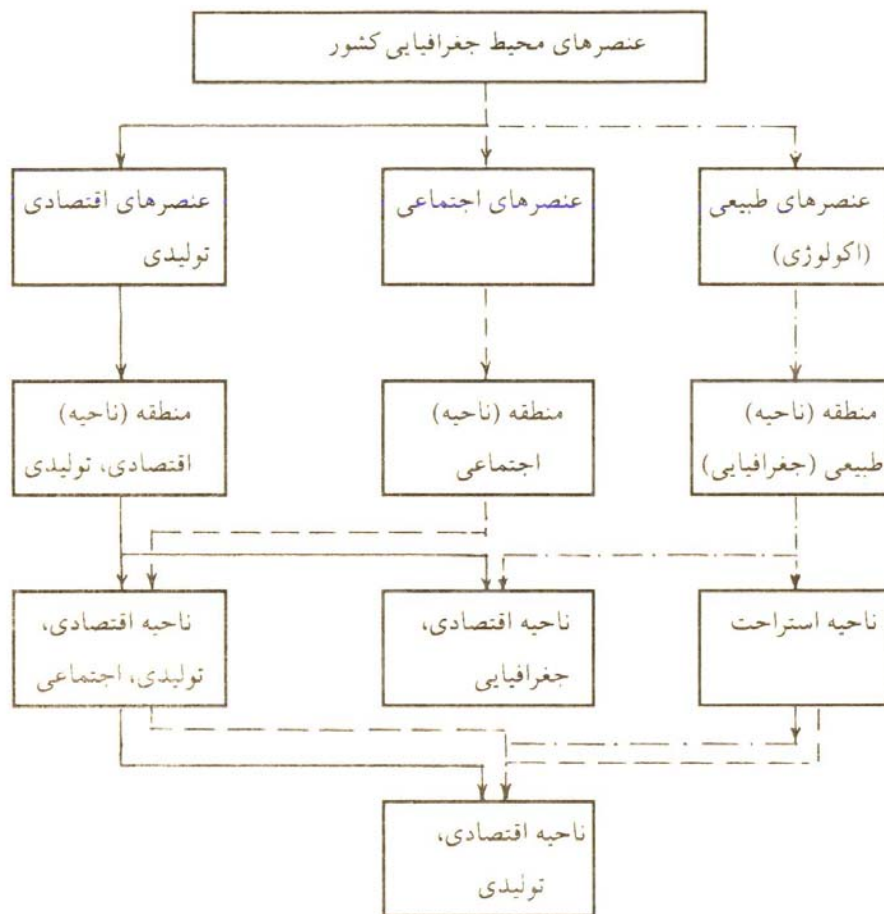 عنصرهای محیط جغرافیایی کشور
عنصرهای طبیعی
(اکولوژی)
عنصرهای اجتماعی
عنصرهای اقتصادی
تولیدی
منطقه (ناحیه)
طبیعی (جغرافیایی)
منطقه (ناحیه)
اجتماعی
منطقه (ناحیه)
اقتصادی، تولیدی
ناحیه استراحت
ناحیه اقتصادی،
جغرافیایی
ناحیه اقتصادی،
تولیدی، اجتماعی
ناحیه اقتصادی،
تولیدی